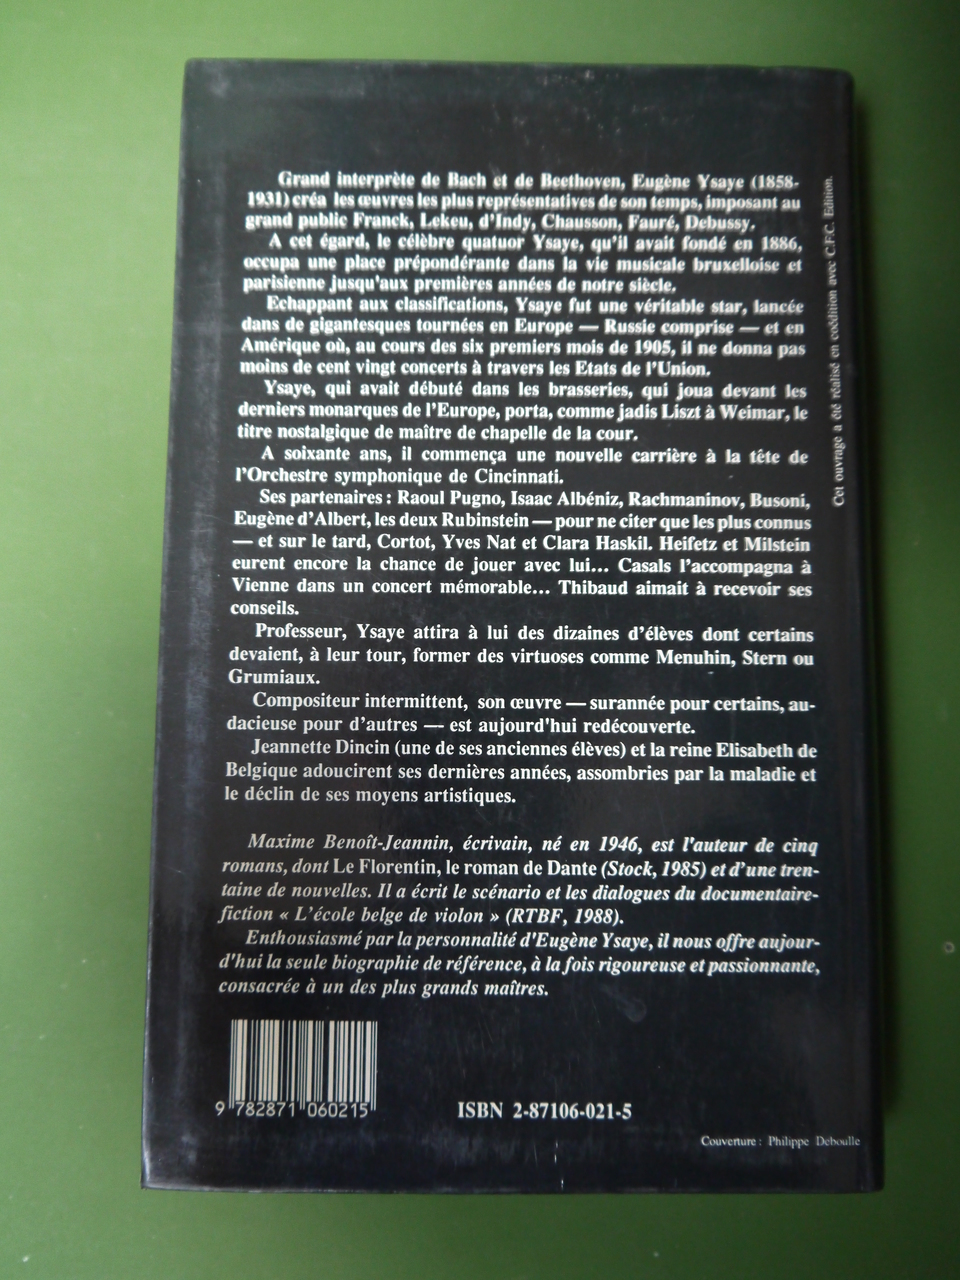 Grand interprète de Bach et de Beethoven, Eugène Ysaye (1858-
1931) créa les œuvres les plus représentatives de son temps, imposant au
grand public Franck, Lekeu, d'Indy, Chausson, Fauré, Debussy.
A cet égard, le célèbre quatuor Ysaye, qu'il avait fondé en 1886,
occupa une place prépondérante dans la vie musicale bruxelloise et
parisienne jusqu'aux premières années de notre siècle.
Echappant aux classifications, Ysaye fut une véritable star, lancée
dans de gigantesques tournées en Europe — Russie comprise — et en
Amérique où, au cours des six premiers mois de 1905, il ne donna pas
moins de cent vingt concerts à travers les Etats de l'Union.
Ysaye, qui avait débuté dans les brasseries, qui joua devant les
derniers monarques de l'Europe, porta, comme jadis Liszt à Weimar, le
titre nostalgique de maître de chapelle de la cour.
A soixante ans, il commença une nouvelle carrière à la tête de
l'Orchestre symphonique de Cincinnati.
Ses partenaires : Raoul Pugno, Isaac Albéniz, Rachmaninov, Busoni,
Eugène d'Albert, les deux Rubinstein — pour ne citer que les plus connus
— et sur le tard, Cortot, Yves Nat et Clara Haskil. Heifetz et Milstein
eurent encore la chance de jouer avec lui... Casals l'accompagna à
Vienne dans un concert mémorable... Thibaud aimait à recevoir ses
conseils.
Professeur, Ysaye attira à lui des dizaines d'élèves dont certains
devaient, à leur tour, former des virtuoses comme Menuhin, Stern ou
Grumiaux.
Compositeur intermittent, son œuvre — surannée pour certains, au-
dacieuse pour d'autres — est aujourd'hui redécouverte.
Jeannette Dincin (une de ses anciennes élèves) et la reine Elisabeth de
Belgique adoucirent ses dernières années, assombries par la maladie et
le déclin de ses moyens artistiques.
Maxime Benoît-Jeannin, écrivain, né en 1946, est l'auteur de cinq
romans, dont Le Florentin, le roman de Dante (Stock, 1985) et d'une tren-
taine de nouvelles. Il a écrit le scénario et les dialogues du documentaire-
fiction « L'école belge de violon » (RTBF, 1988).
Enthousiasmé par la personnalité d'Eugène Ysaye, il nous offre aujour-
d'hui la seule biographie de référence, à la fois rigoureuse et passionnante,
consacrée à un des plus grands maîtres.
9 782871 060215
ISBN 2-87106-021-5
Couverture : Philippe Deboulle
Cet ouvrage a été réalisé en coédition avec C.F.C. Edition.